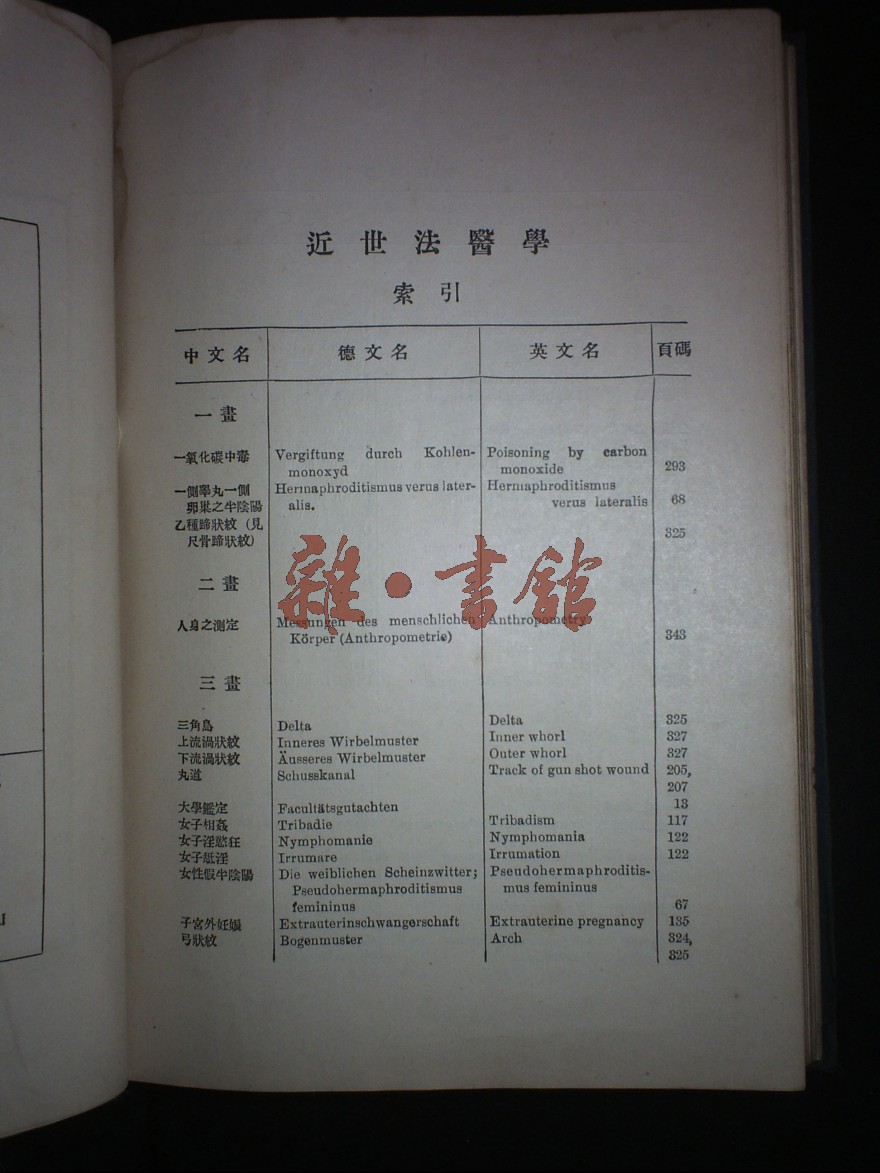 近世法醫學
索引
中文名 德文名 英文名 頁碼
一畫
一氧化碳中毒 Vergiftung durch Kohlen- Poisoning by carbon
monoxyd monoxide 293
一側睾丸一側 Hermaphroditismus verus later- Hermaphroditismus
卵巢之半陰陽 alis. verus lateralis 68
乙種蹄狀紋(見
尺骨蹄狀紋) 325
雜·書館
二畫
人身之測定 Messungen des menschlichen Anthropometry
Körper (Anthropometrie) 343
三畫
三角島 Delta Delta 325
上流渦狀紋 Inneres Wirbelmuster Inner whorl 327
下流渦狀紋 Äusseres Wirbelmuster Outer whorl 327
丸道 Schusskanal Track of gun shot wound 205,
207
大學鑑定 Facultätsgutachten 13
女子相姦 Tribadie Tribadism 117
女子淫慾狂 Nymphomanie Nymphomania 122
女子舐淫 Irrumare Irrumation 122
女性假半陰陽 Die weiblichen Scheinzwitter; Pseudohermaphroditis-
Pseudohermaphroditismus mus femininus
femininus 67
子宮外妊娠 Extrauterinschwangerschaft Extrauterine pregnancy 135
弓狀紋 Bogenmuster Arch 324,
325